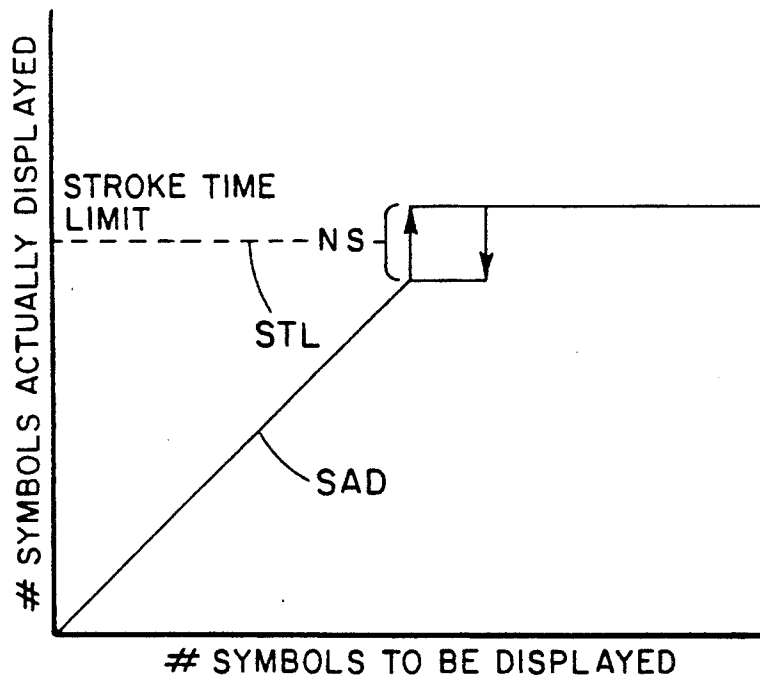 # SYMBOLS ACTUALLY DISPLAYED
STROKE TIME
LIMIT
NS
STL
SAD
# SYMBOLS TO BE DISPLAYED